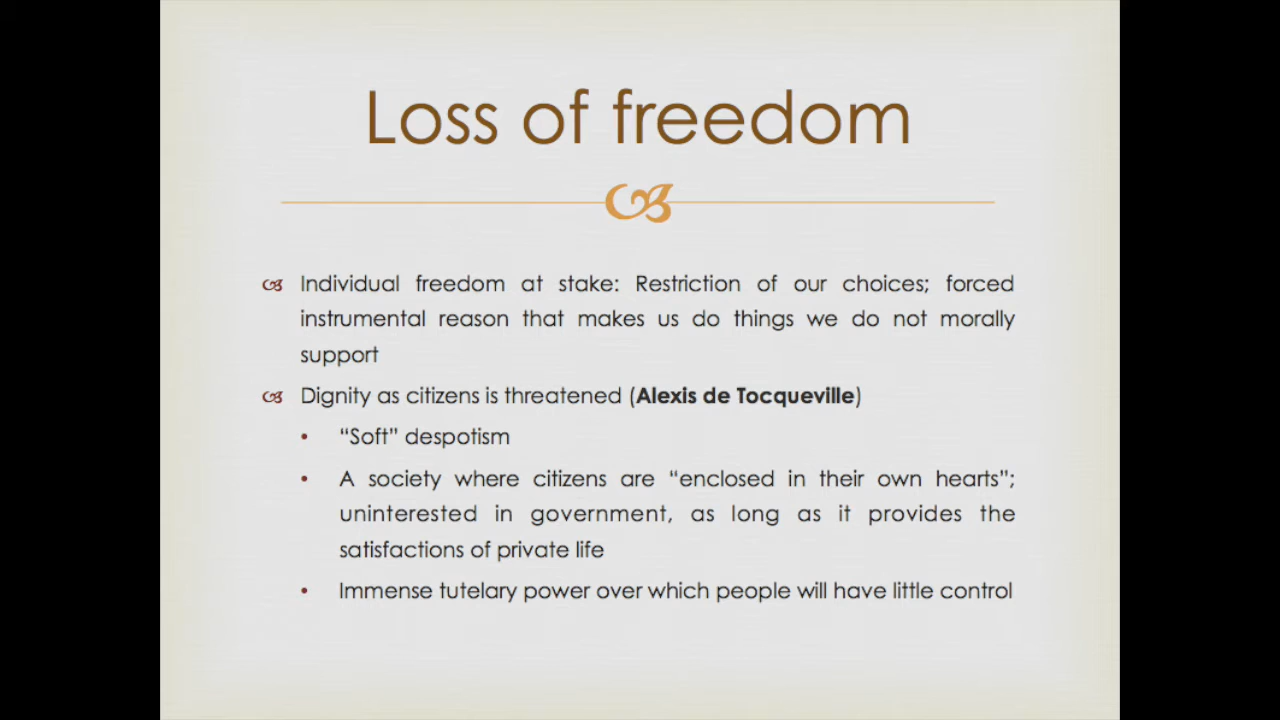 Loss of freedom
Individual freedom at stake: Restriction of our choices; forced
instrumental reason that makes us do things we do not morally
support
Dignity as citizens is threatened (Alexis de Tocqueville)
• “Soft” despotism
• A society where citizens are “enclosed in their own hearts”;
uninterested in government, as long as it provides the
satisfactions of private life
• Immense tutelary power over which people will have little control